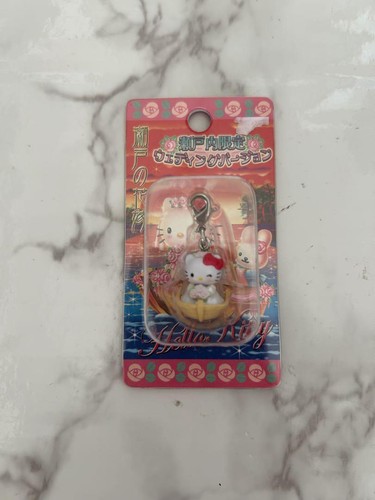 瀬戸内限定
ウェディングバージョン
瀬戸の花嫁
Hello Kitty